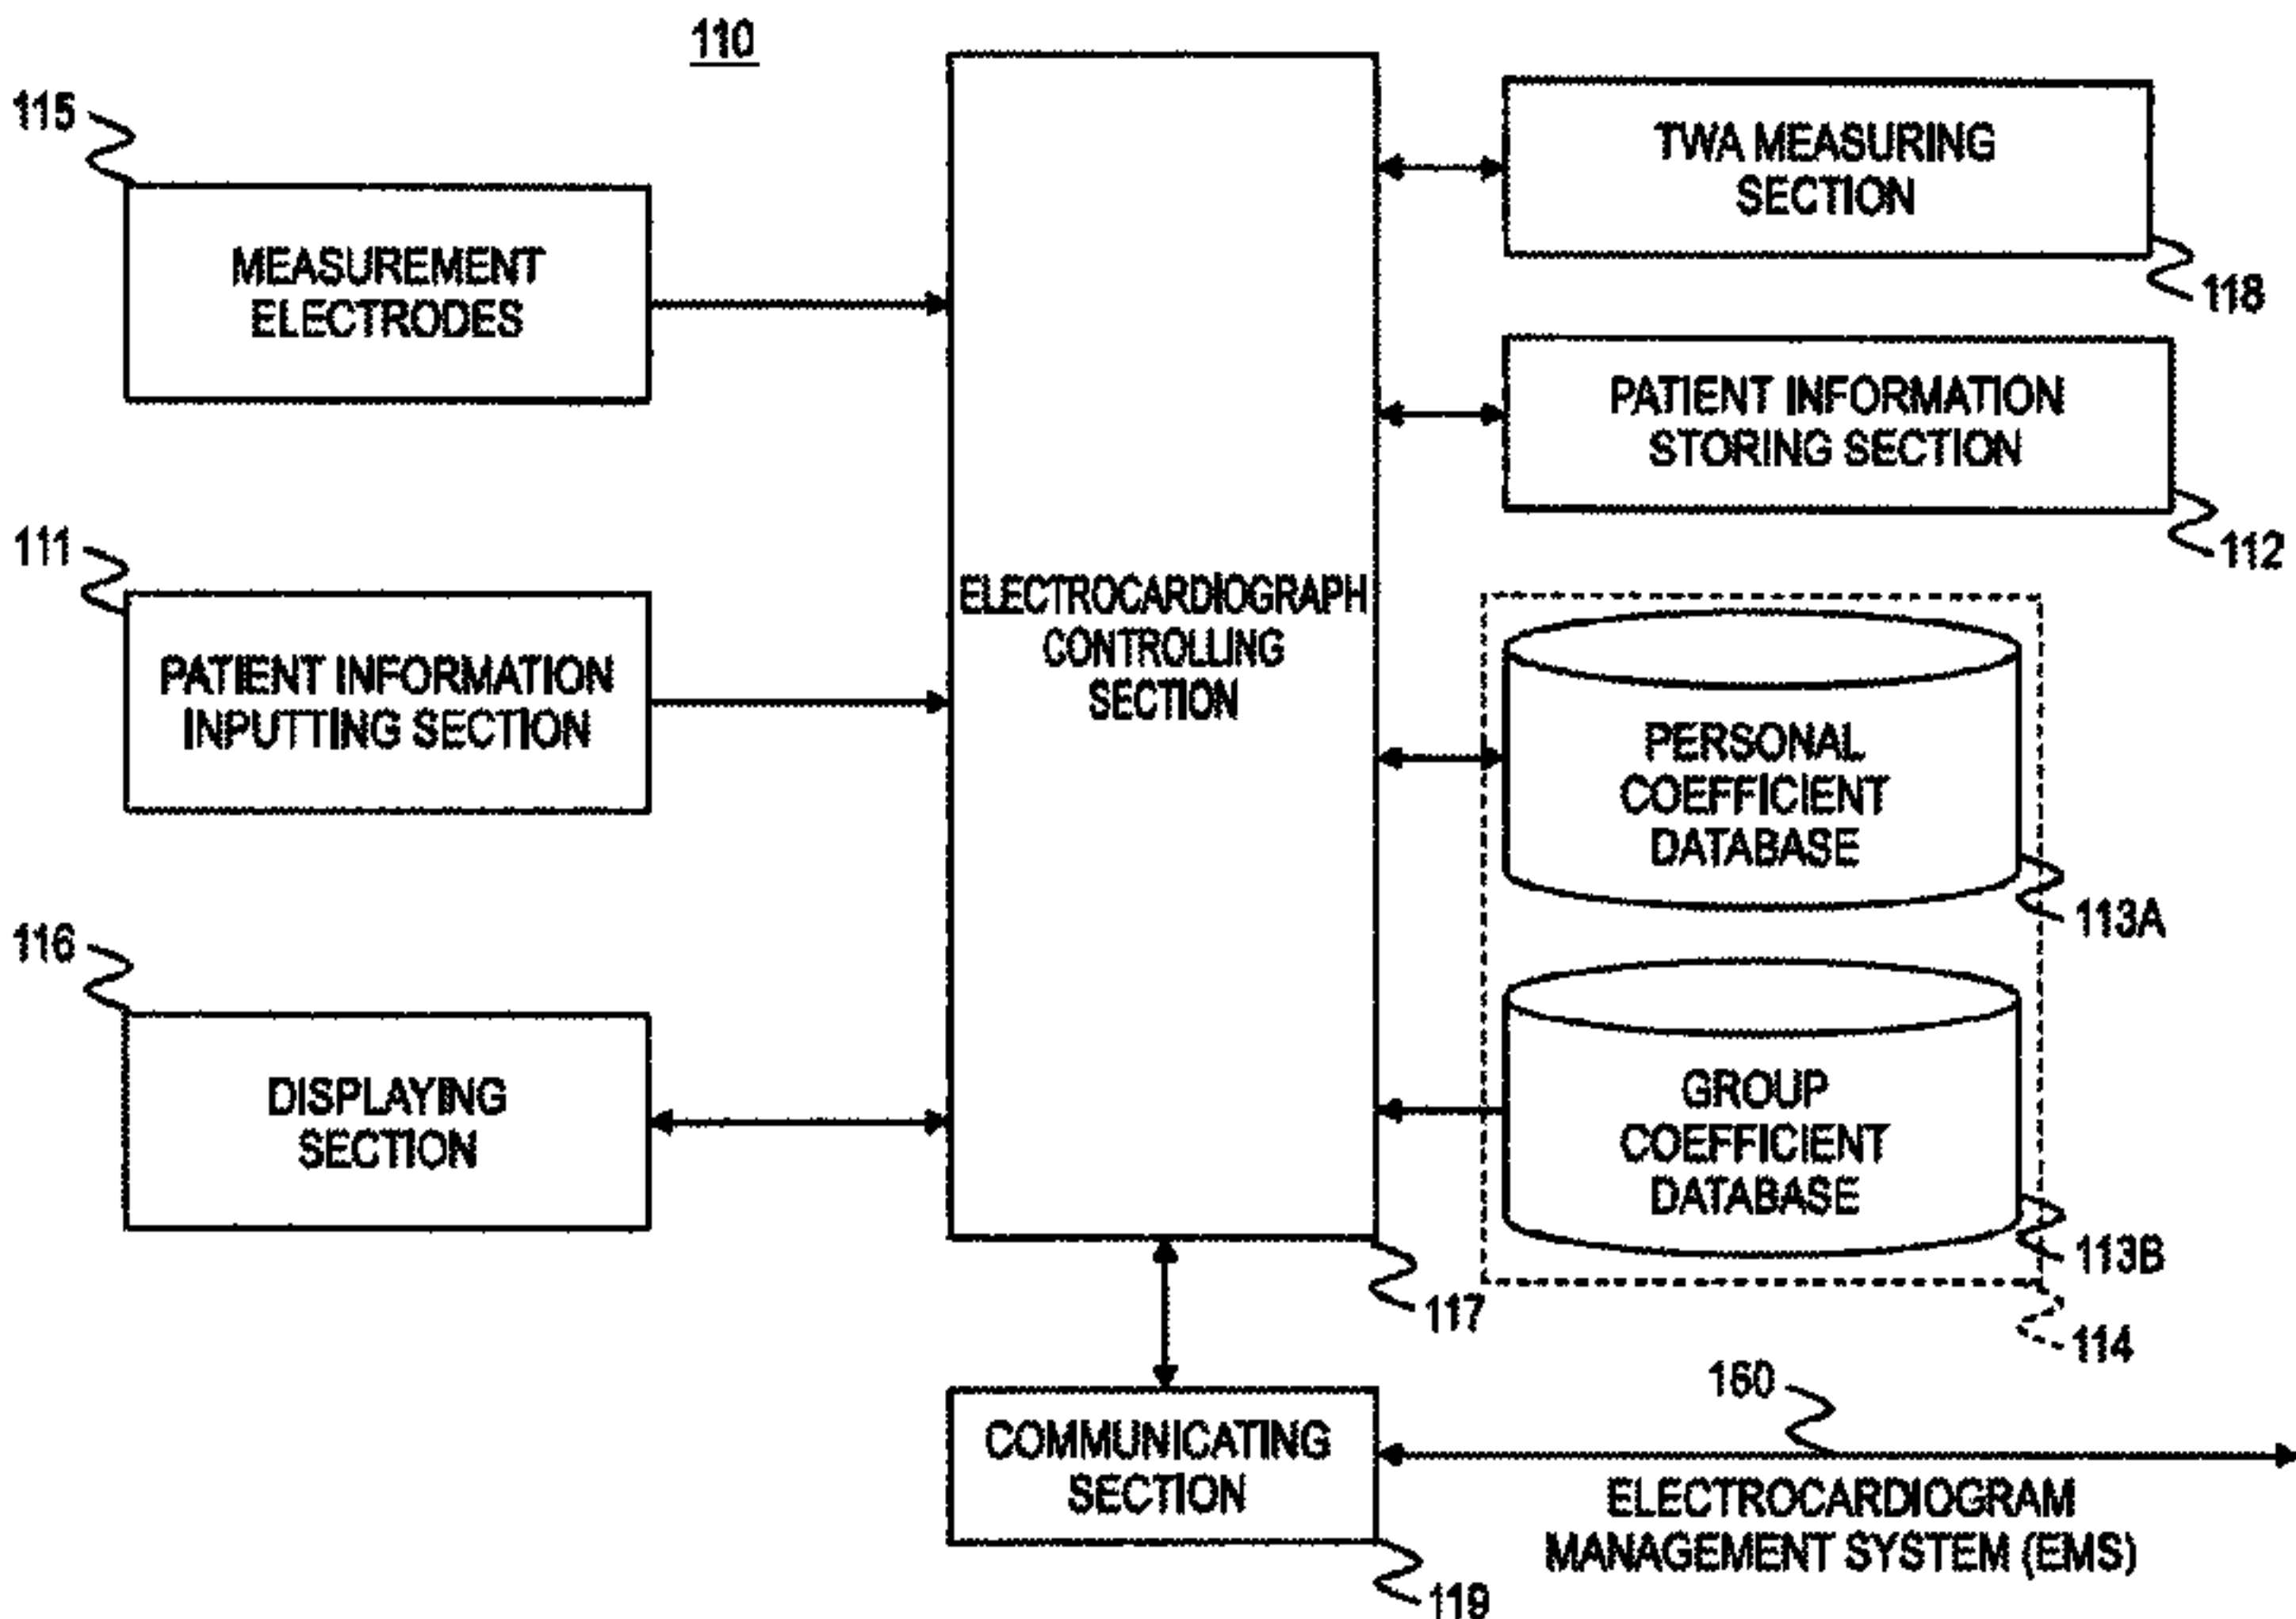 110
115
MEASUREMENT
ELECTRODES
111
PATIENT INFORMATION
INPUTTING SECTION
116
DISPLAYING
SECTION
ELECTROCARDIOGRAPH
CONTROLLING
SECTION
117
TWA MEASURING
SECTION
118
PATIENT INFORMATION
STORING SECTION
112
PERSONAL
COEFFICIENT
DATABASE
113A
GROUP
COEFFICIENT
DATABASE
113B
114
COMMUNICATING
SECTION
119
160
ELECTROCARDIOGRAM
MANAGEMENT SYSTEM (EMS)